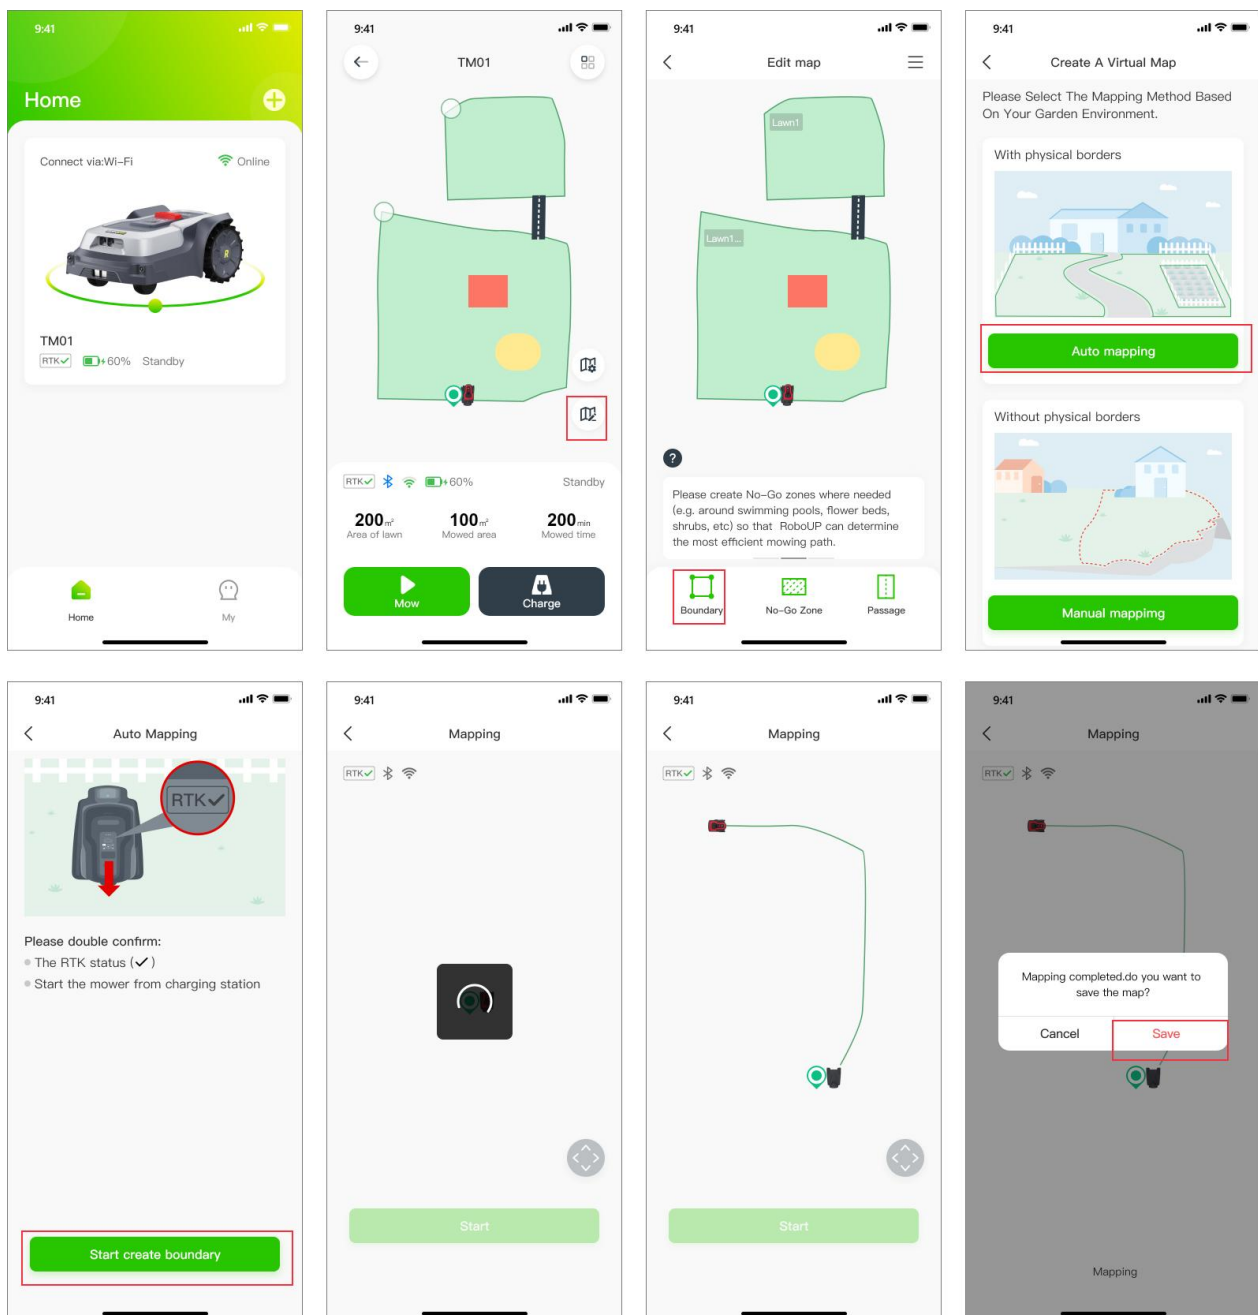 9:41
Home
Connect via:Wi-Fi
Online
TM01
RTK
60%
Standby
Home
My
9:41
TM01
RTK
60%
Standby
200 m²
100 m²
200 min
Area of lawn
Mowed area
Mowed time
Mow
Charge
9:41
Edit map
Lawn1
Lawn1...
?
Please create No-Go zones where needed
(e.g. around swimming pools, flower beds,
shrubs, etc) so that RoboUP can determine
the most efficient mowing path.
Boundary
No-Go Zone
Passage
9:41
Create A Virtual Map
Please Select The Mapping Method Based
On Your Garden Environment.
With physical borders
Auto mapping
Without physical borders
Manual mappimg
9:41
Auto Mapping
RTK
Please double confirm:
The RTK status (✓)
Start the mower from charging station
Start create boundary
9:41
Mapping
RTK
Start
9:41
Mapping
RTK
Start
9:41
Mapping
RTK
Mapping completed.do you want to
save the map?
Cancel
Save
Mapping